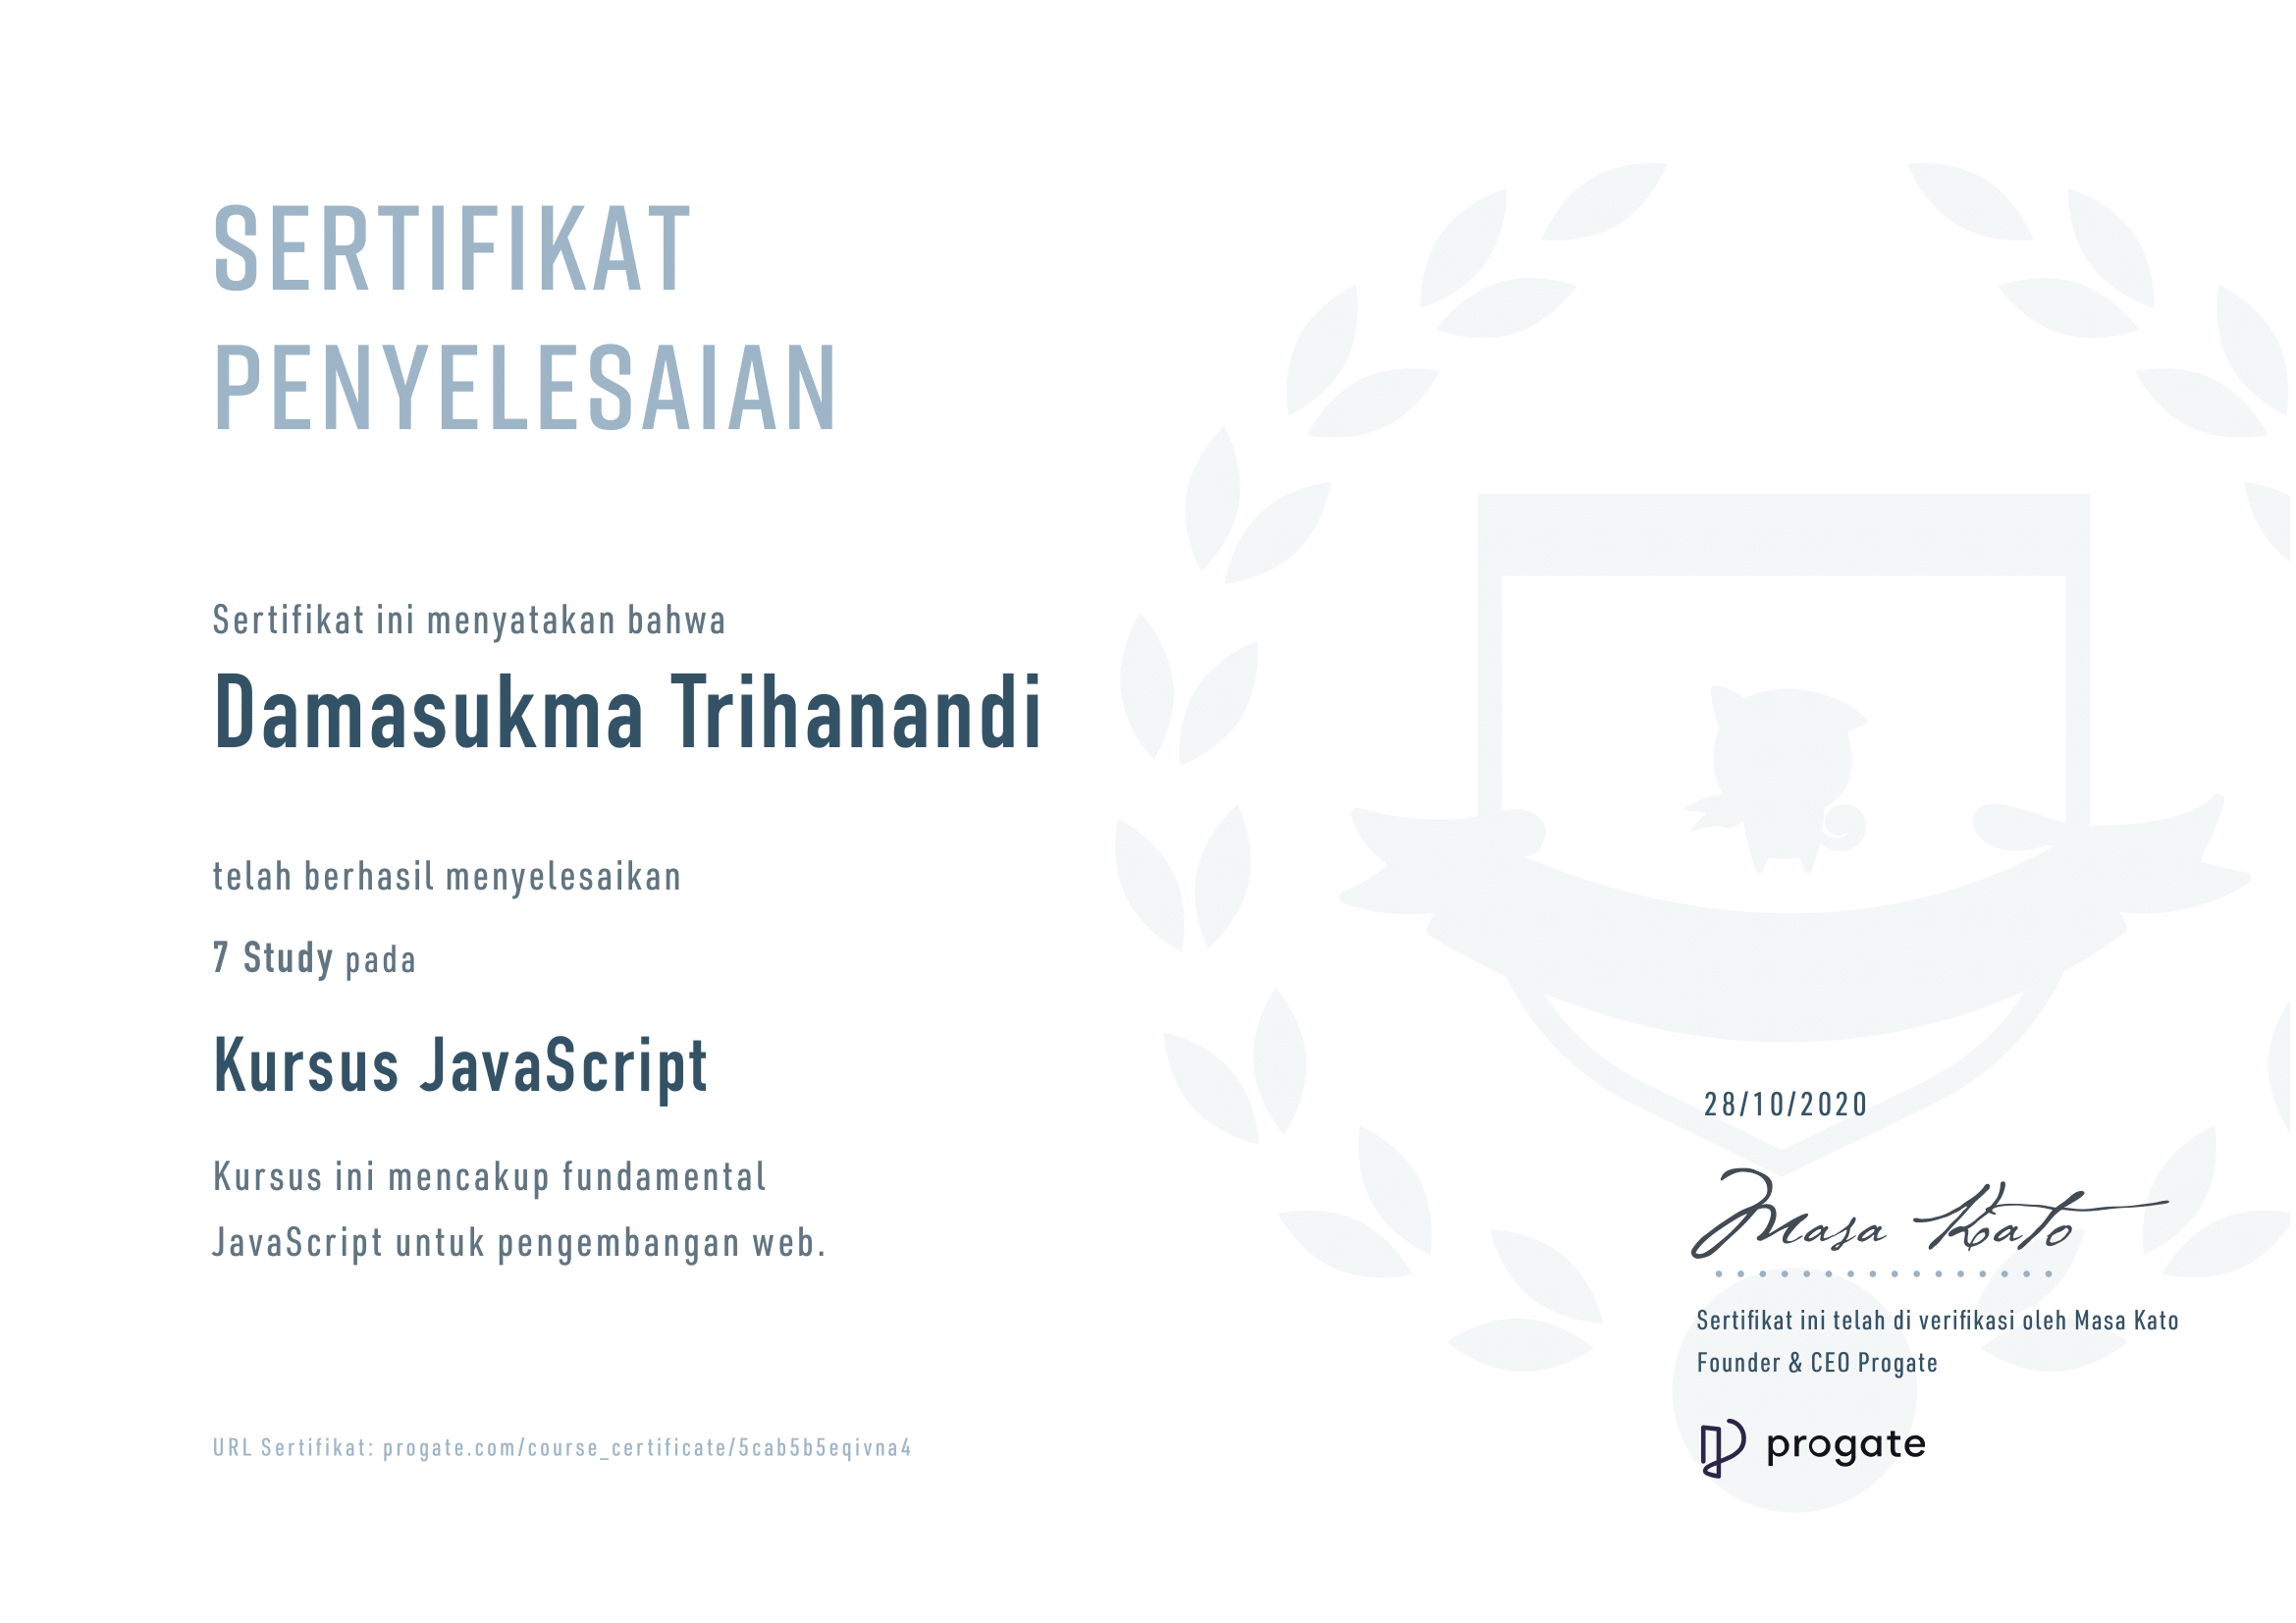 SERTIFIKAT
PENYELESAIAN
Sertifikat ini menyatakan bahwa
Damasukma Trihanandi
telah berhasil menyelesaikan
7 Study pada
Kursus JavaScript
Kursus ini mencakup fundamental
JavaScript untuk pengembangan web.
28/10/2020
Masa Kato
Sertifikat ini telah di verifikasi oleh Masa Kato
Founder & CEO Progate
progate
URL Sertifikat: progate.com/course_certificate/5cab5b5eqivna4